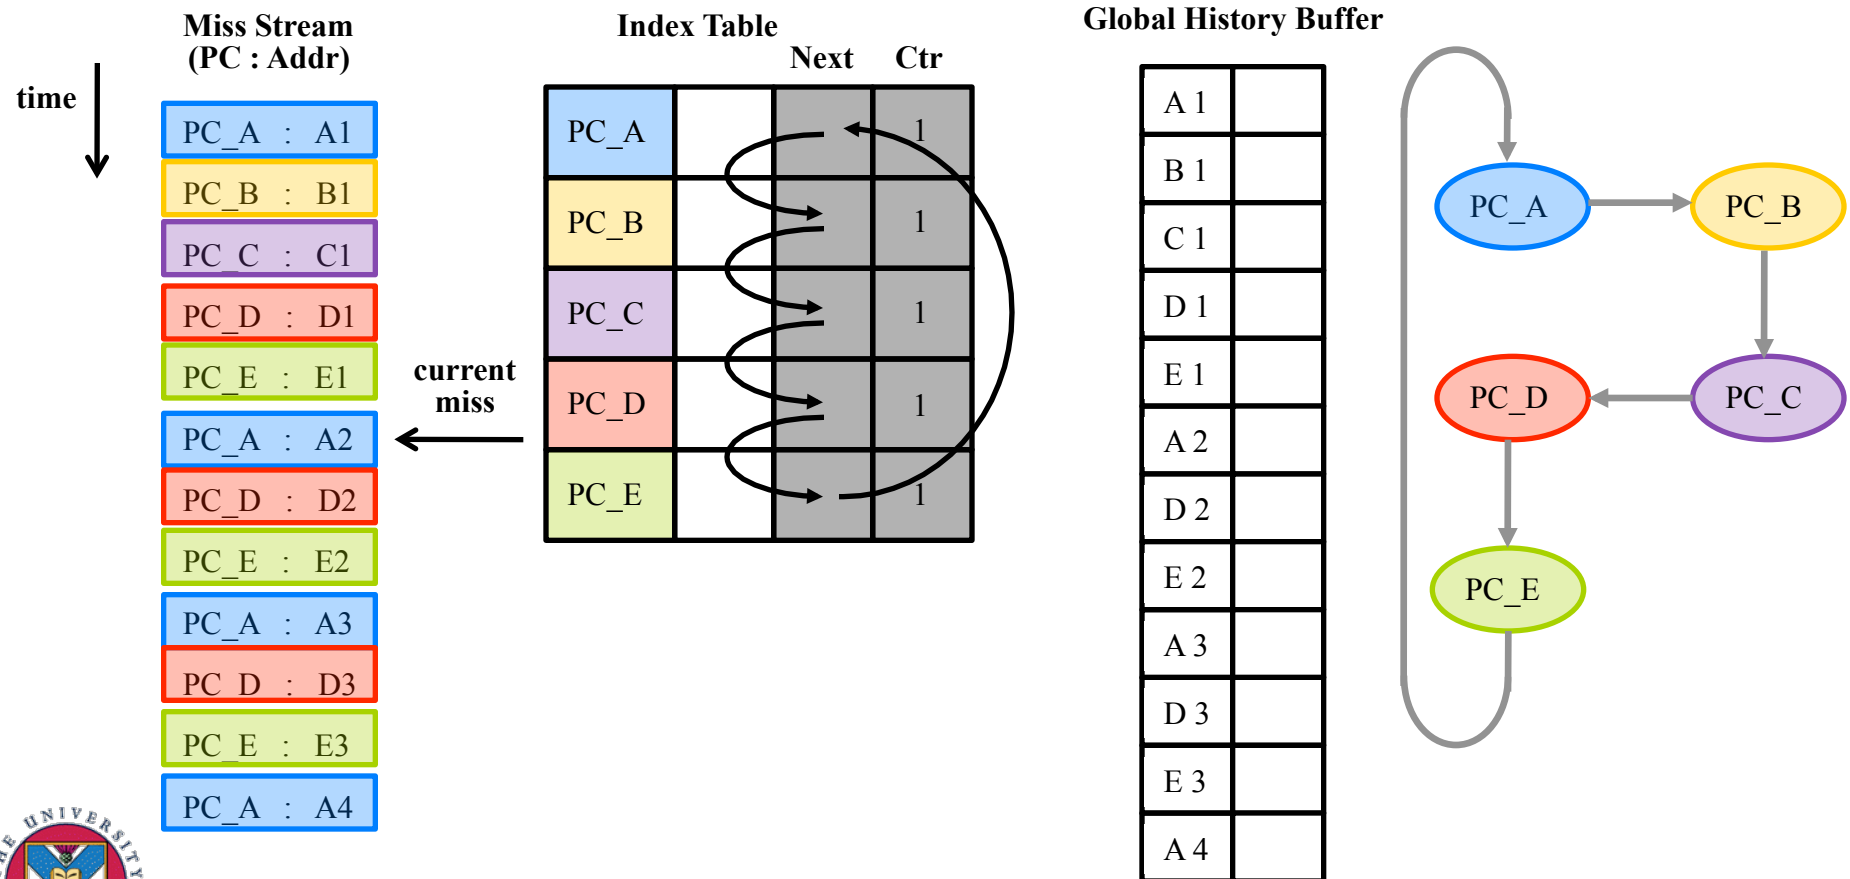 Miss Stream
(PC : Addr)
time
PC_A : A1
PC_B : B1
PC_C : C1
PC_D : D1
PC_E : E1
PC_A : A2
PC_D : D2
PC_E : E2
PC_A : A3
PC_D : D3
PC_E : E3
PC_A : A4
current
miss
Index Table
Next Ctr
PC_A 1
PC_B 1
PC_C 1
PC_D 1
PC_E 1
Global History Buffer
A 1
B 1
C 1
D 1
E 1
A 2
D 2
E 2
A 3
D 3
E 3
A 4
PC_A PC_B
PC_D PC_C
PC_E
THE UNIVERSITY